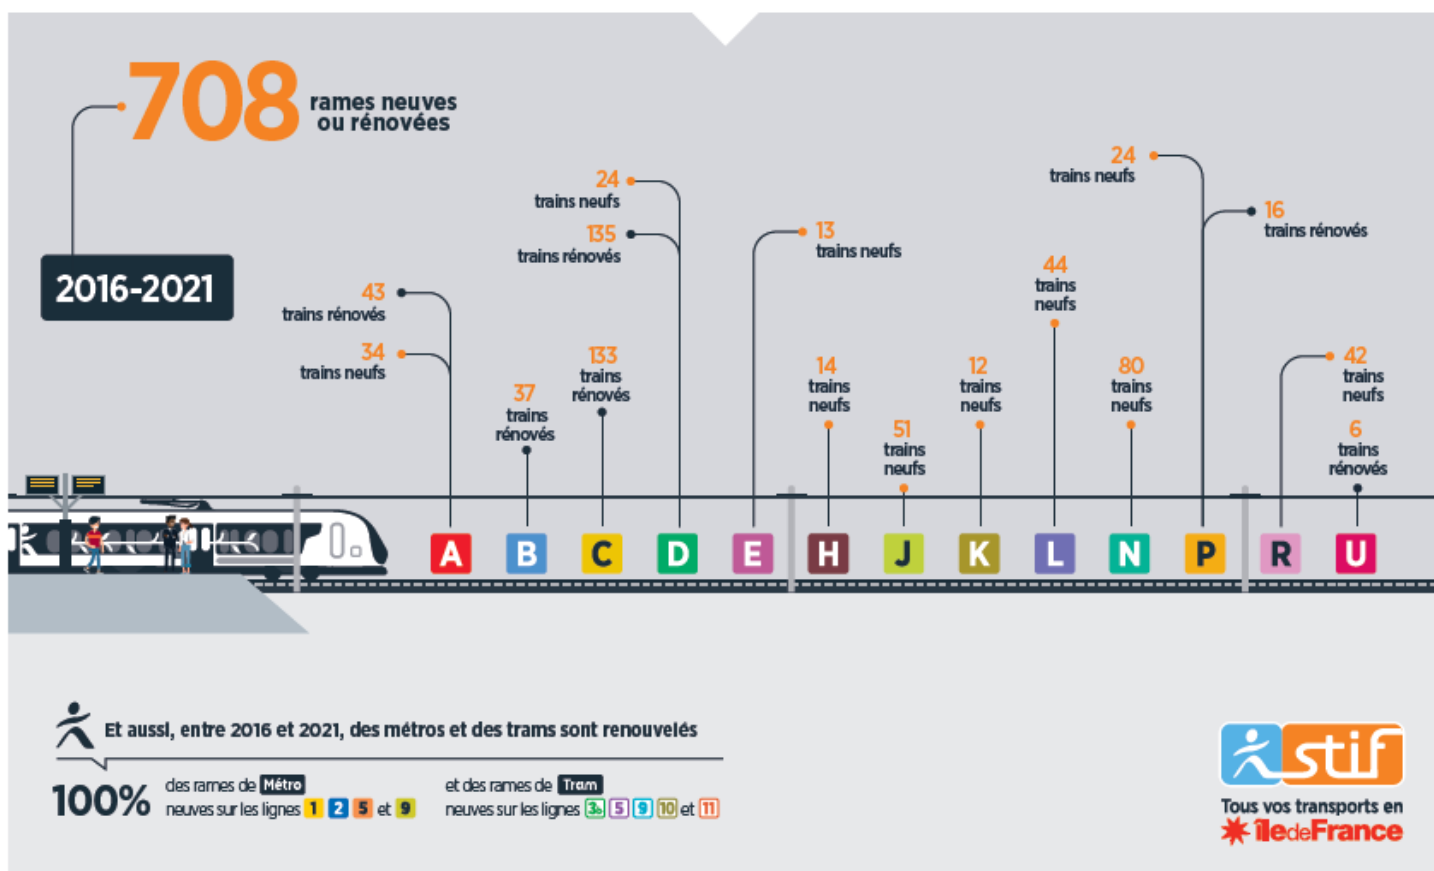 708
rames neuves
ou rénovées
2016-2021
43
trains rénovés
34
trains neufs
37
trains
rénovés
133
trains
rénovés
24
trains neufs
135
trains rénovés
13
trains neufs
14
trains
neufs
51
trains
neufs
12
trains
neufs
44
trains
neufs
80
trains
neufs
24
trains neufs
16
trains rénovés
42
trains
neufs
6
trains
rénovés
A B C D E H J K L N P R U
Et aussi, entre 2016 et 2021, des métros et des trams sont renouvelés
100%
des rames de Métro
neuves sur les lignes 1 2 5 et 9
et des rames de Tram
neuves sur les lignes 3b 5 9 10 et 11
stif
Tous vos transports en
îledeFrance